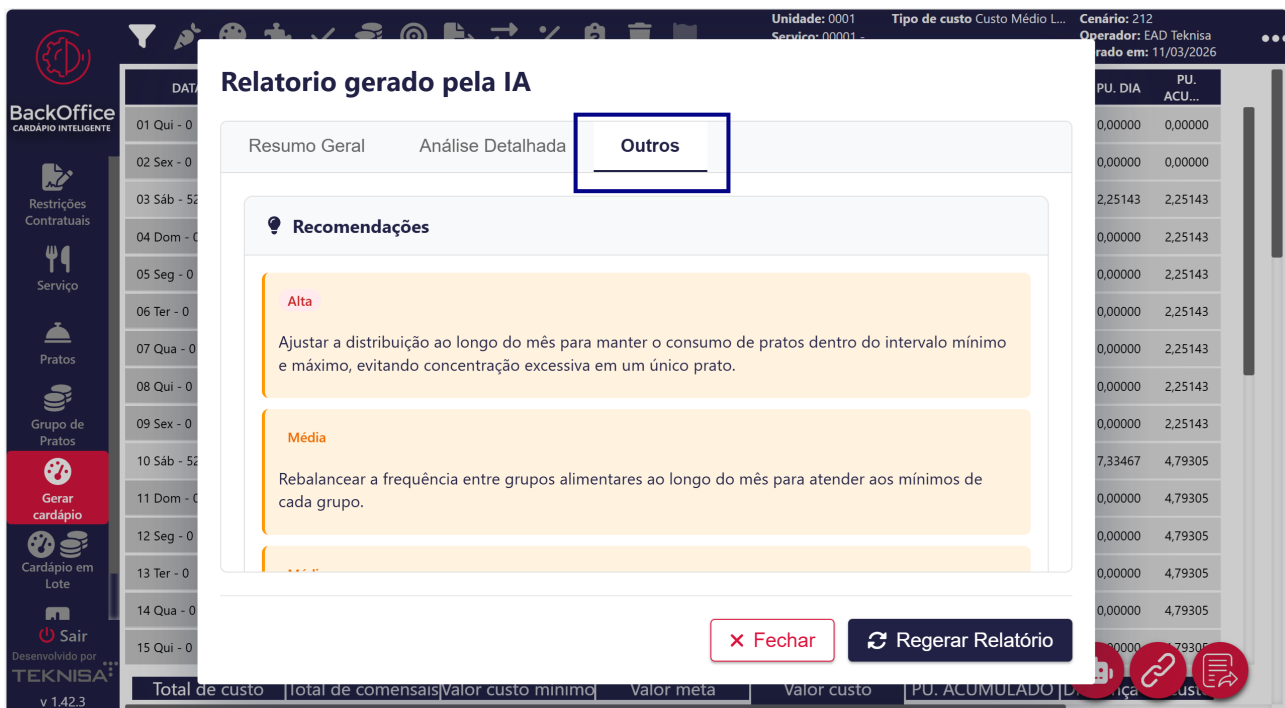 Unidade: 0001 Tipo de custo Custo Médio L... Cenário: 212
Serviço: 00001 - Operador: EAD Teknisa
rado em: 11/03/2026
BackOffice
CARDÁPIO INTELIGENTE
Restrições
Contratuais
Serviço
Pratos
Grupo de
Pratos
Gerar
cardápio
Cardápio em
Lote
Sair
Desenvolvido por
TEKNISA
v 1.42.3
DATA
PU. DIA
PU.
ACU...
01 Qui - 0
0,00000 0,00000
02 Sex - 0
0,00000 0,00000
03 Sáb - 52
2,25143 2,25143
04 Dom - 0
0,00000 2,25143
05 Seg - 0
0,00000 2,25143
06 Ter - 0
0,00000 2,25143
07 Qua - 0
0,00000 2,25143
08 Qui - 0
0,00000 2,25143
09 Sex - 0
0,00000 2,25143
10 Sáb - 52
7,33467 4,79305
11 Dom - 0
0,00000 4,79305
12 Seg - 0
0,00000 4,79305
13 Ter - 0
0,00000 4,79305
14 Qua - 0
0,00000 4,79305
15 Qui - 0
Relatorio gerado pela IA
Resumo Geral Análise Detalhada Outros
Recomendações
Alta
Ajustar a distribuição ao longo do mês para manter o consumo de pratos dentro do intervalo mínimo
e máximo, evitando concentração excessiva em um único prato.
Média
Rebalancear a frequência entre grupos alimentares ao longo do mês para atender aos mínimos de
cada grupo.
Fechar Regerar Relatório
Total de custo Total de comensais Valor custo mínimo Valor meta Valor custo PU. ACUMULADO